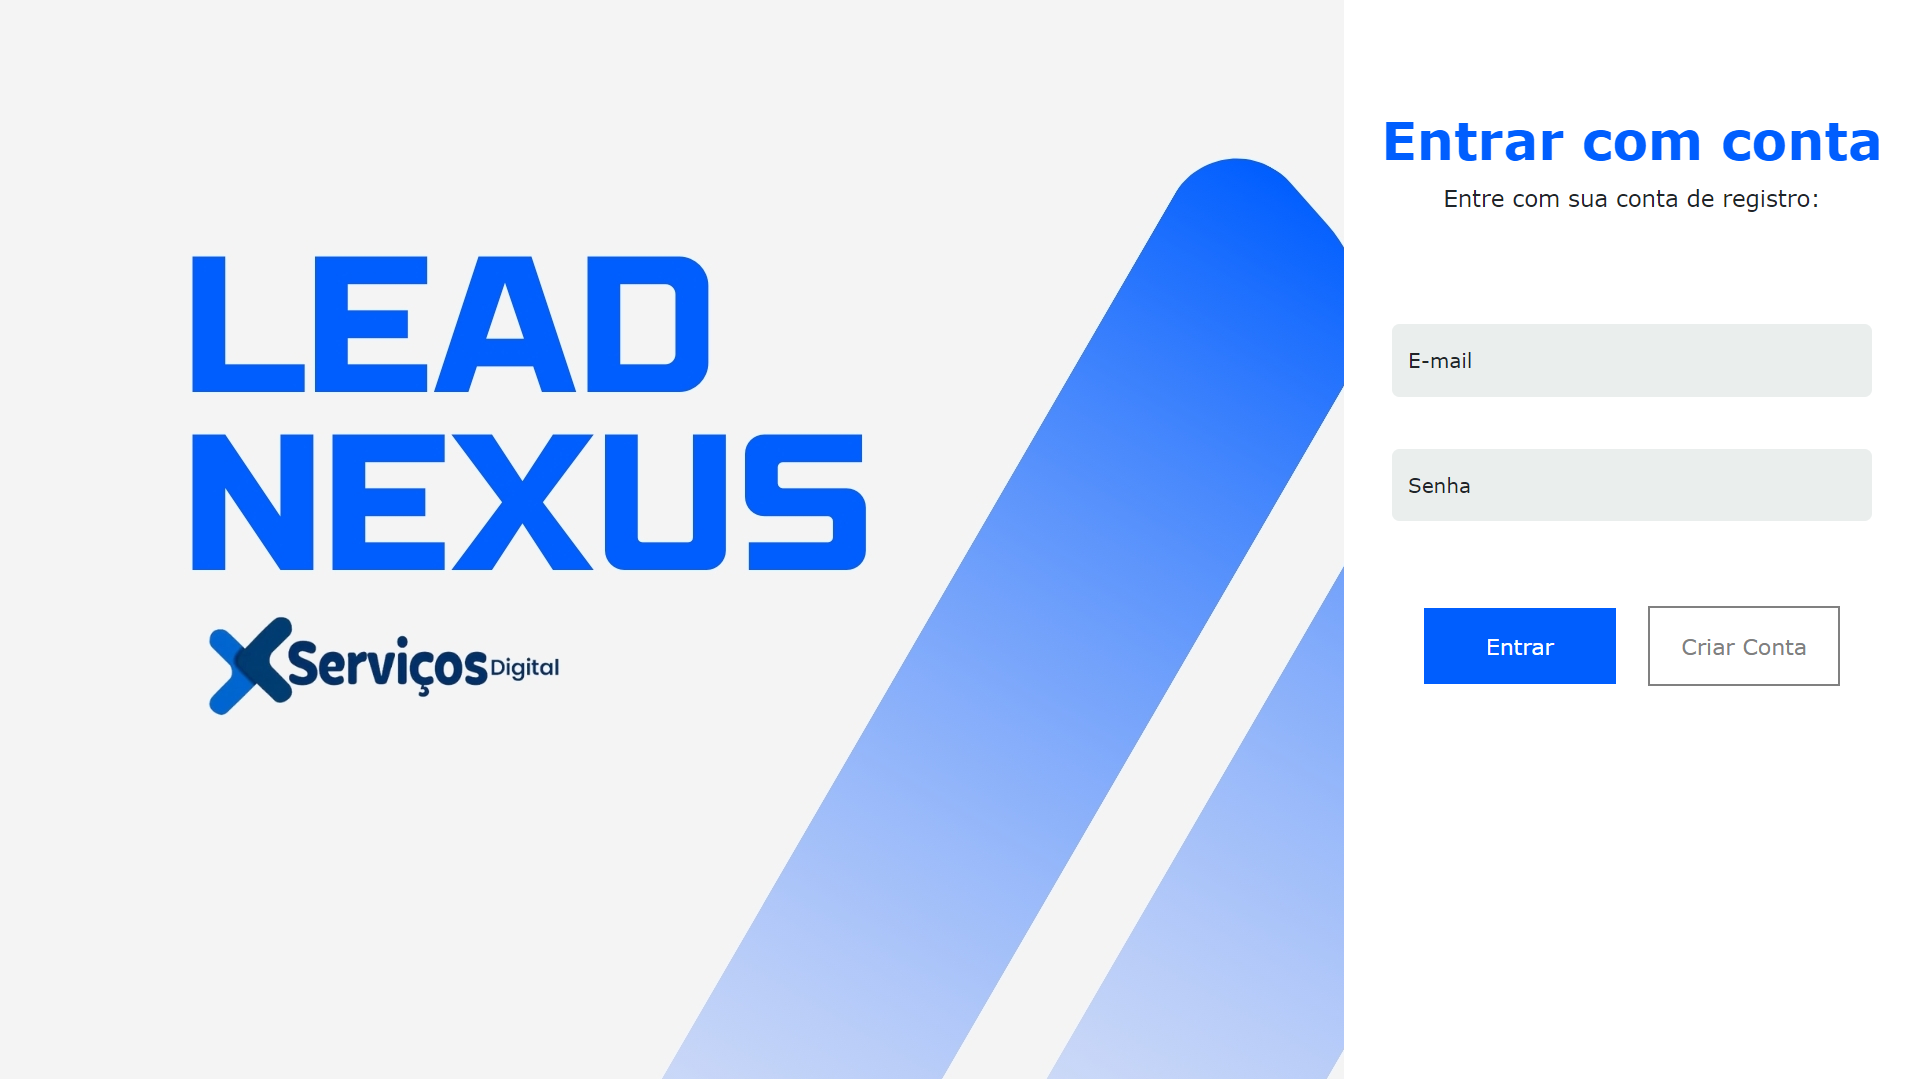 LEAD
NEXUS
Serviços Digital
Entrar com conta
Entre com sua conta de registro:
E-mail
Senha
Entrar
Criar Conta